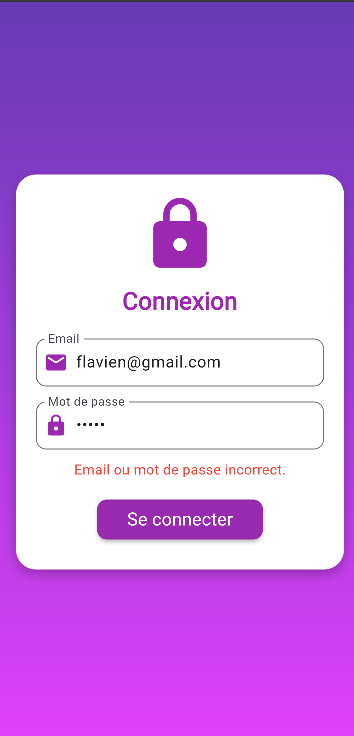 Connexion
Email
flavien@gmail.com
Mot de passe
•••••
Email ou mot de passe incorrect.
Se connecter